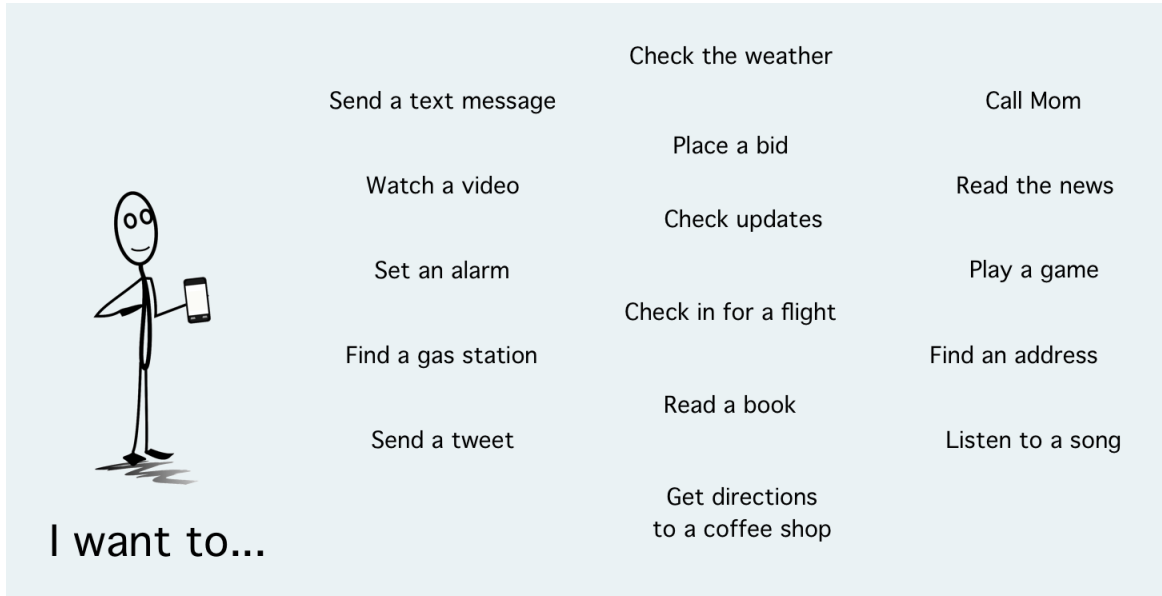 Check the weather
Send a text message
Call Mom
Place a bid
Watch a video
Read the news
Check updates
Set an alarm
Play a game
Check in for a flight
Find a gas station
Find an address
Read a book
Send a tweet
Listen to a song
Get directions
to a coffee shop
I want to...